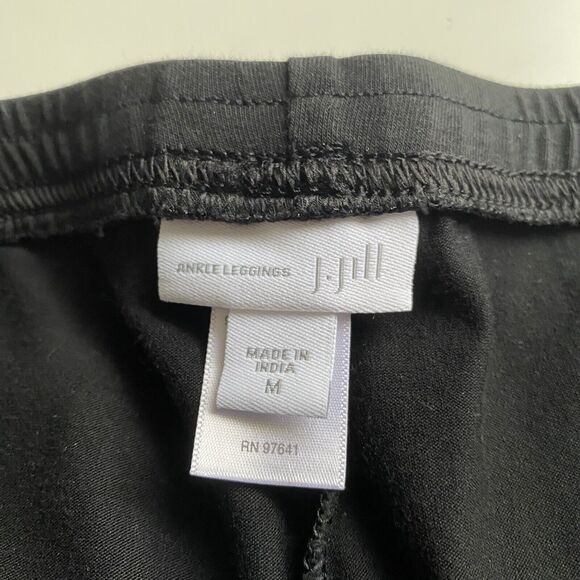 ANKLE LEGGINGS J.Jill
MADE IN
INDIA
M
RN 97641